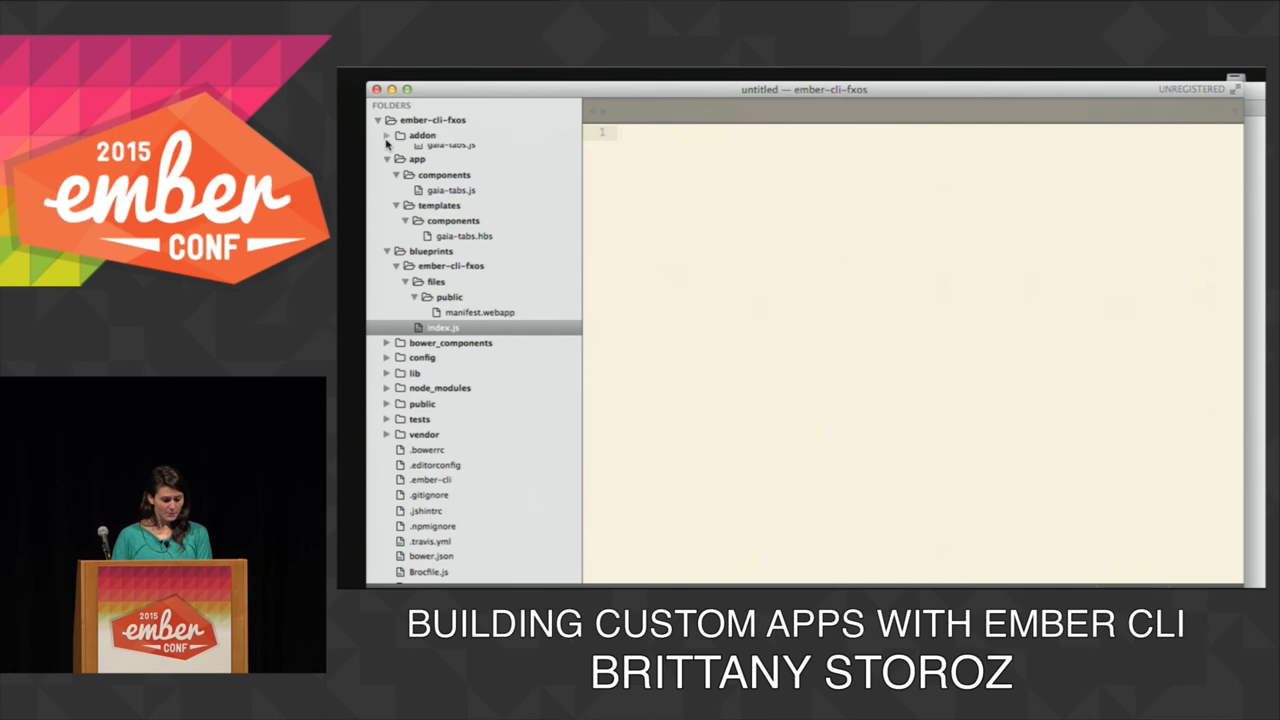 2015
ember
CONF
untitled — ember-cli-fxos
UNREGISTERED
FOLDERS
ember-cli-fxos
addon
gaia-tabs.js
app
components
gaia-tabs.js
templates
components
gaia-tabs.hbs
blueprints
ember-cli-fxos
files
public
manifest.webapp
index.js
bower_components
config
lib
node_modules
public
tests
vendor
.bowerrc
.editorconfig
.ember-cli
.gitignore
.jshintrc
.npmignore
.travis.yml
bower.json
Brocfile.js
1
2015
ember
CONF
BUILDING CUSTOM APPS WITH EMBER CLI
BRITTANY STOROZ